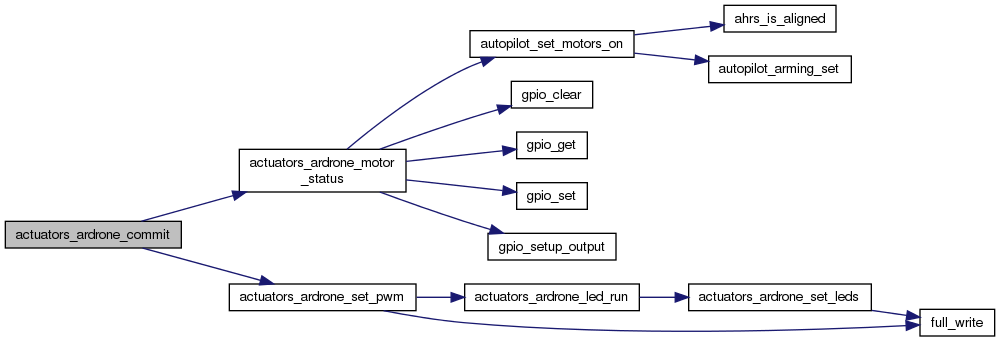 ahrs_is_aligned
autopilot_set_motors_on
autopilot_arming_set
gpio_clear
gpio_get
actuators_ardrone_motor
_status
gpio_set
actuators_ardrone_commit
gpio_setup_output
actuators_ardrone_set_pwm
actuators_ardrone_led_run
actuators_ardrone_set_leds
full_write